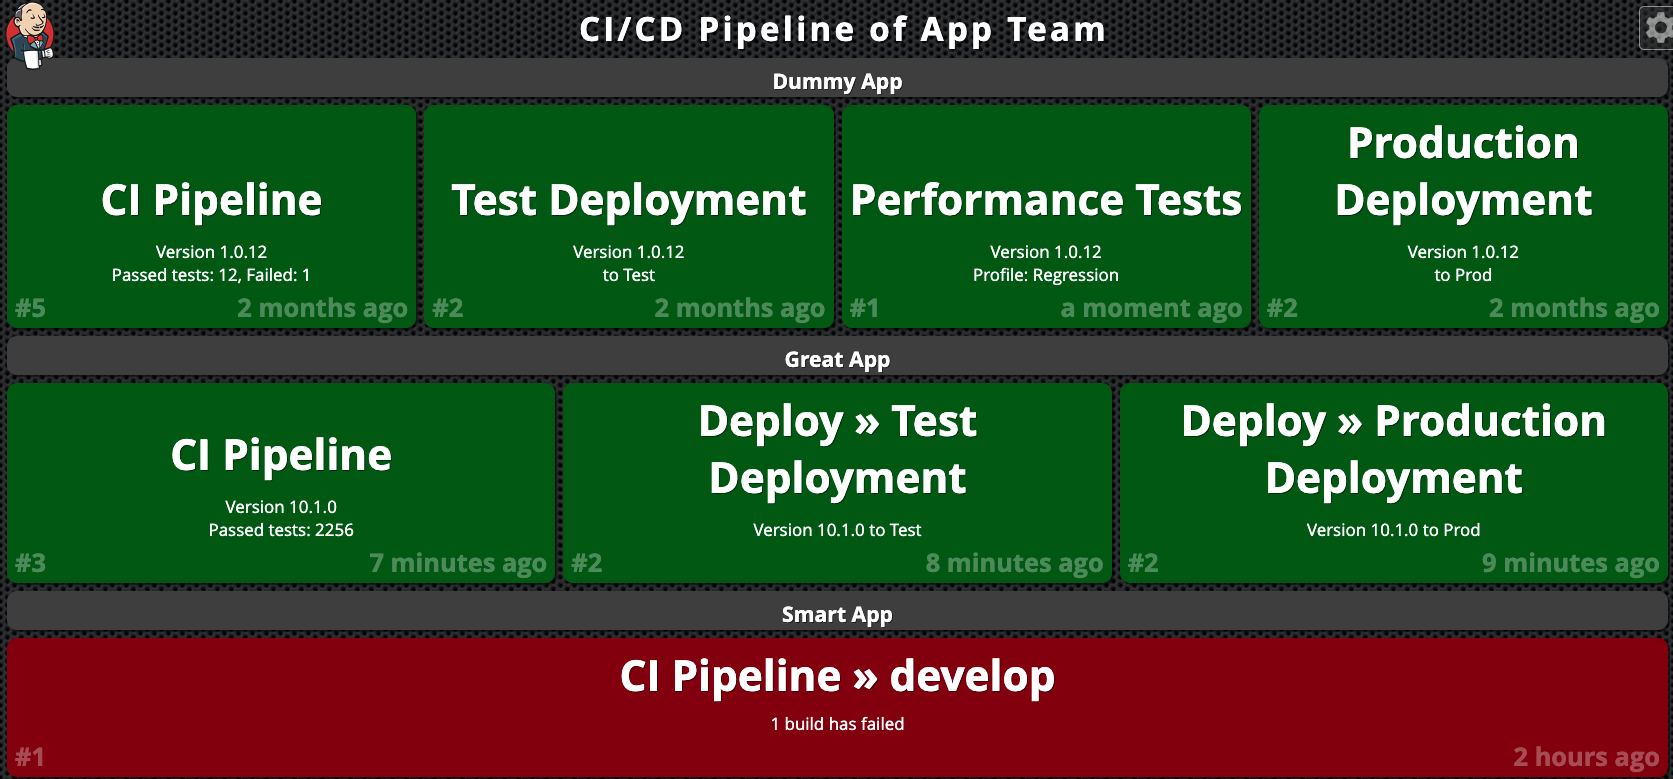 CI/CD Pipeline of App Team
Dummy App
CI Pipeline
Version 1.0.12
Passed tests: 12, Failed: 1
#5
2 months ago
Test Deployment
Version 1.0.12
to Test
#2
2 months ago
Performance Tests
Version 1.0.12
Profile: Regression
#1
a moment ago
Production
Deployment
Version 1.0.12
to Prod
#2
2 months ago
Great App
CI Pipeline
Version 10.1.0
Passed tests: 2256
#3
7 minutes ago
Deploy » Test
Deployment
Version 10.1.0 to Test
#2
8 minutes ago
Deploy » Production
Deployment
Version 10.1.0 to Prod
#2
9 minutes ago
Smart App
CI Pipeline » develop
1 build has failed
#1
2 hours ago